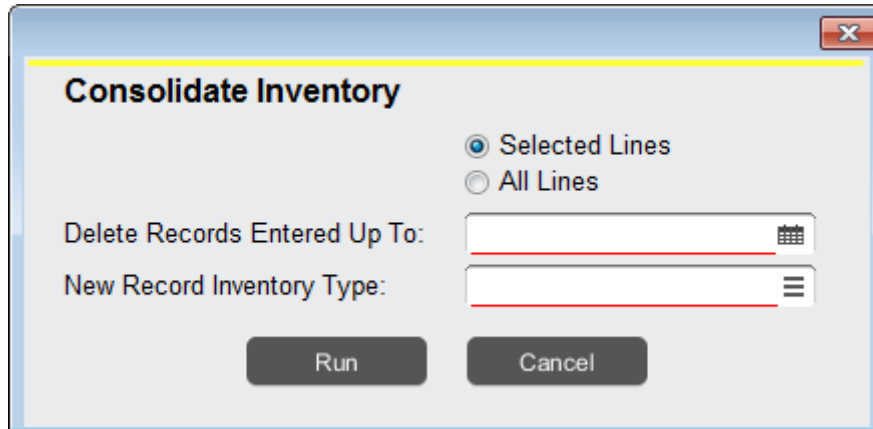 Consolidate Inventory
Selected Lines
All Lines
Delete Records Entered Up To:
New Record Inventory Type:
Run Cancel